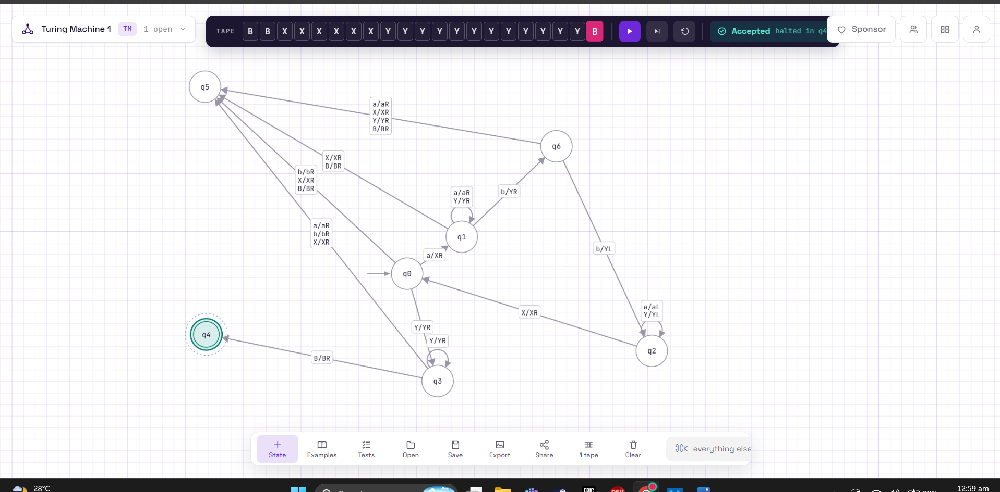 Turing Machine 1 TM 1 open
TAPE B B X X X X X X Y Y Y Y Y Y Y Y Y Y Y Y B
Accepted halted in q4
Sponsor
q5
a/aR
X/XR
Y/YR
B/BR
q6
X/XR
B/BR
b/bR
X/XR
B/BR
a/aR
Y/YR
b/YR
a/aR
b/bR
X/XR
q1
b/YL
a/XR
q0
a/aL
Y/YL
X/XR
Y/YR
q4
Y/YR
q2
B/BR
q3
State
Examples
Tests
Open
Save
Export
Share
1 tape
Clear
⌘K everything else
28°C
EPIC
DEV
12:59 am